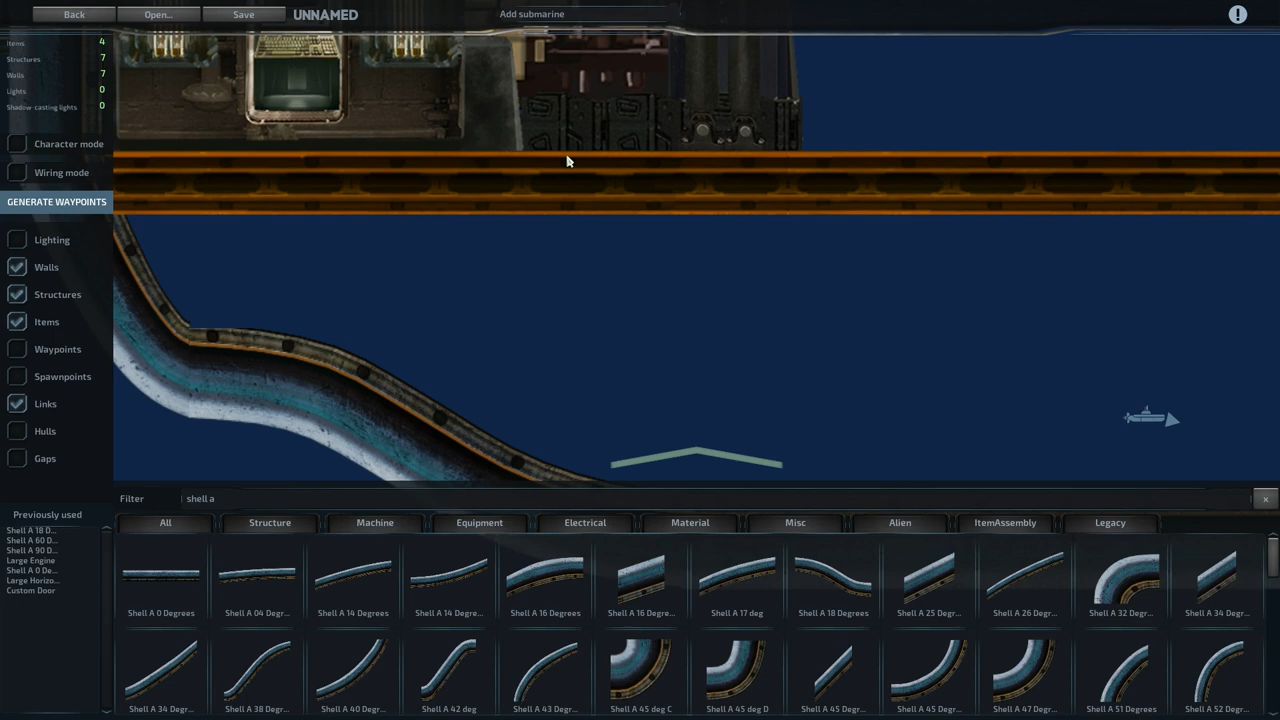 Back Open... Save UNNAMED Add submarine
Items 4
Structures 7
Walls 7
Lights 0
Shadow-casting lights 0
Character mode
Wiring mode
GENERATE WAYPOINTS
Lighting
Walls
Structures
Items
Waypoints
Spawnpoints
Links
Hulls
Gaps
Filter shell a ×
Previously used
Shell A 18 D...
Shell A 60 D...
Shell A 90 D...
Large Engine
Shell A 0 De...
Large Horizo...
Custom Door
All Structure Machine Equipment Electrical Material Misc Alien ItemAssembly Legacy
Shell A 0 Degrees Shell A 04 Degr... Shell A 14 Degrees Shell A 14 Degre... Shell A 16 Degrees Shell A 16 Degre... Shell A 17 deg Shell A 18 Degrees Shell A 25 Degr... Shell A 26 Degr... Shell A 32 Degr... Shell A 34 Degr...
Shell A 34 Degr... Shell A 38 Degr... Shell A 40 Degr... Shell A 42 deg Shell A 43 Degr... Shell A 45 deg C Shell A 45 deg D Shell A 45 Degr... Shell A 45 Degr... Shell A 47 Degr... Shell A 51 Degrees Shell A 52 Degr...